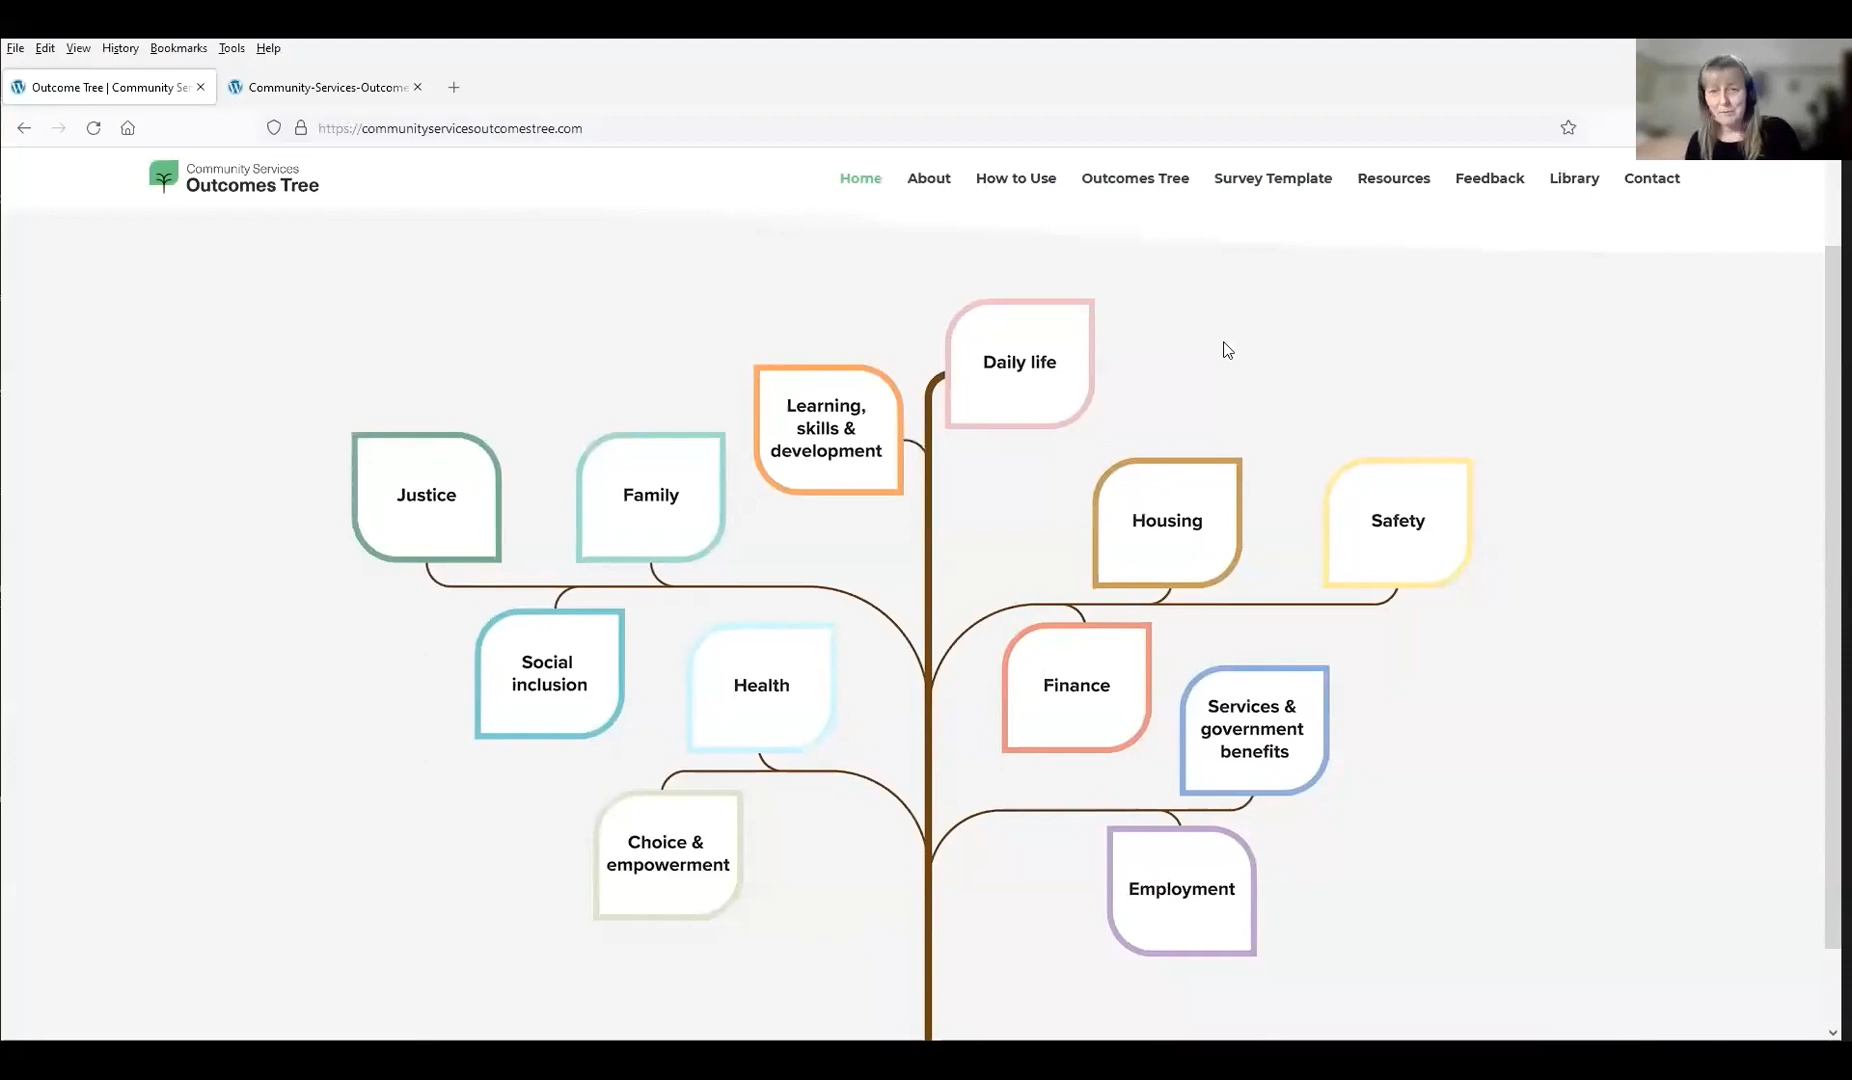 File Edit View History Bookmarks Tools Help
Outcome Tree | Community Ser
Community-Services-Outcome
https://communityservicesoutcomestree.com
Community Services
Outcomes Tree
Home About How to Use Outcomes Tree Survey Template Resources Feedback Library Contact
Daily life
Learning,
skills &
development
Justice
Family
Housing
Safety
Social
inclusion
Health
Finance
Services &
government
benefits
Choice &
empowerment
Employment